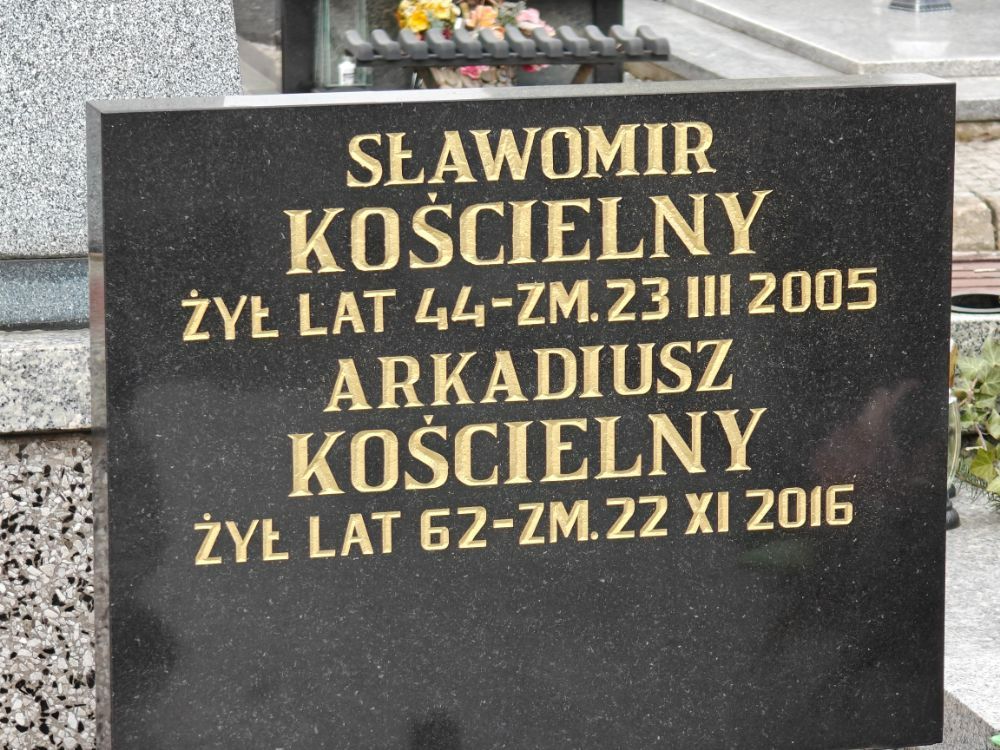 SŁAWOMIR
KOŚCIELNY
ŻYŁ LAT 44-ZM. 23 III 2005
ARKADIUSZ
KOŚCIELNY
ŻYŁ LAT 62-ZM. 22 XI 2016